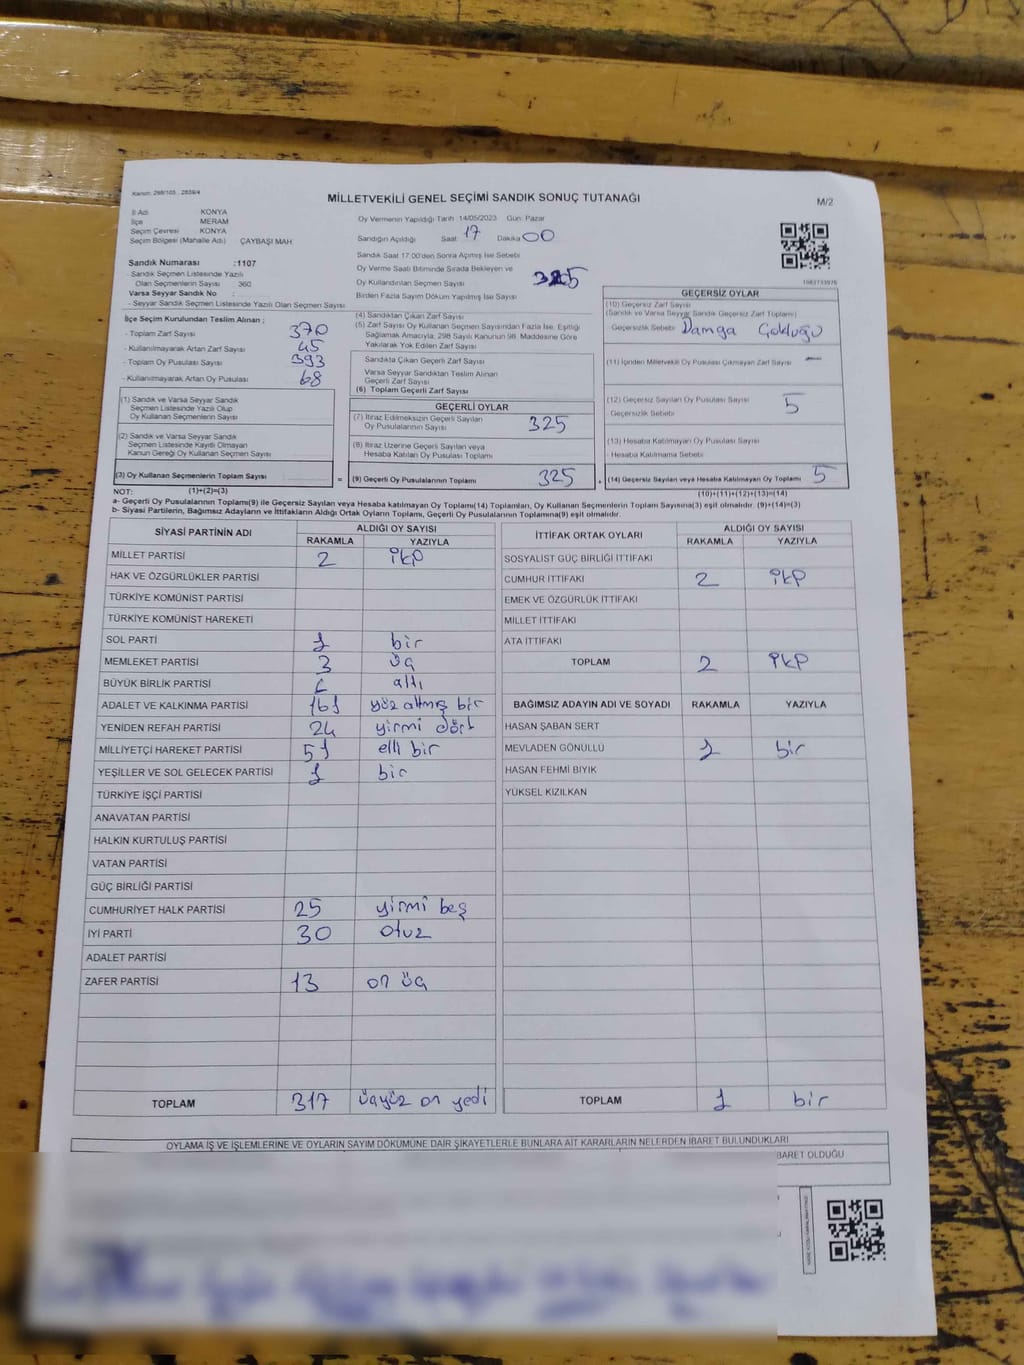 Kanun: 298/105 , 2839/4
MİLLETVEKİLİ GENEL SEÇİMİ SANDIK SONUÇ TUTANAĞI
M/2
İl Adı KONYA
İlçe MERAM
Seçim Çevresi KONYA
Seçim Bölgesi (Mahalle Adı) ÇAYBAŞI MAH.
Sandık Numarası :1107
- Sandık Seçmen Listesinde Yazılı
Olan Seçmenlerin Sayısı 360
Varsa Seyyar Sandık No :
- Seyyar Sandık Seçmen Listesinde Yazılı Olan Seçmen Sayısı
Oy Vermenin Yapıldığı Tarih 14/05/2023 Gün: Pazar
Sandığın Açıldığı Saat: 17 Dakika 00
Sandık Saat 17.00'den Sonra Açılmış İse Sebebi
Oy Verme Saati Bitiminde Sırada Bekleyen ve
Oy Kullandırılan Seçmen Sayısı
Birden Fazla Sayım Döküm Yapılmış İse Sayısı
İlçe Seçim Kurulundan Teslim Alınan ;
- Toplam Zarf Sayısı 370
- Kullanılmayarak Artan Zarf Sayısı 45
- Toplam Oy Pusulası Sayısı 393
- Kullanılmayarak Artan Oy Pusulası 68
(1) Sandık ve Varsa Seyyar Sandık
Seçmen Listesinde Yazılı Olup
Oy Kullanan Seçmenlerin Sayısı
(2) Sandık ve Varsa Seyyar Sandık
Seçmen Listesinde Kayıtlı Olmayan
Kanun Gereği Oy Kullanan Seçmen Sayısı
(3) Oy Kullanan Seçmenlerin Toplam Sayısı
(1)+(2)=(3)
(4) Sandıktan Çıkan Zarf Sayısı
(5) Zarf Sayısı Oy Kullanan Seçmen Sayısından Fazla İse, Eşitliği
Sağlamak Amacıyla, 298 Sayılı Kanunun 98. Maddesine Göre
Yakılarak Yok Edilen Zarf Sayısı
Sandıkta Çıkan Geçerli Zarf Sayısı
Varsa Seyyar Sandıktan Teslim Alınan
Geçerli Zarf Sayısı
(6) Toplam Geçerli Zarf Sayısı
GEÇERLİ OYLAR
(7) İtiraz Edilmeksizin Geçerli Sayılan
Oy Pusulalarının Sayısı 325
(8) İtiraz Üzerine Geçerli Sayılan veya
Hesaba Katılan Oy Pusulası Toplamı
= (9) Geçerli Oy Pusulalarının Toplamı 325
GEÇERSİZ OYLAR
(10) Geçersiz Zarf Sayısı
(Sandık ve Varsa Seyyar Sandık Geçersiz Zarf Toplamı)
Geçersizlik Sebebi Damga
(11) İçinden Milletvekili Oy Pusulası Çıkmayan Zarf Sayısı —
(12) Geçersiz Sayılan Oy Pusulası Sayısı 5
Geçersizlik Sebebi
(13) Hesaba Katılmayan Oy Pusulası Sayısı
- Hesaba Katılmama Sebebi
+ (14) Geçersiz Sayılan veya Hesaba Katılmayan Oy Toplamı 5
(10)+(11)+(12)+(13)=(14)
NOT:
a- Geçerli Oy Pusulalarının Toplamı(9) ile Geçersiz Sayılan veya Hesaba katılmayan Oy Toplamı(14) Toplamları, Oy Kullanan Seçmenlerin Toplam Sayısına(3) eşit olmalıdır. (9)+(14)=(3)
b- Siyasi Partilerin, Bağımsız Adayların ve İttifakların Aldığı Ortak Oyların Toplamı, Geçerli Oy Pusulalarının Toplamına(9) eşit olmalıdır.
SİYASİ PARTİNİN ADI ALDIĞI OY SAYISI
RAKAMLA YAZIYLA
MİLLET PARTİSİ 2 iki
HAK VE ÖZGÜRLÜKLER PARTİSİ
TÜRKİYE KOMÜNİST PARTİSİ
TÜRKİYE KOMÜNİST HAREKETİ
SOL PARTİ 1 bir
MEMLEKET PARTİSİ 3 üç
BÜYÜK BİRLİK PARTİSİ 6 altı
ADALET VE KALKINMA PARTİSİ 161 yüz altmış bir
YENİDEN REFAH PARTİSİ 24 yirmi dört
MİLLİYETÇİ HAREKET PARTİSİ 51 elli bir
YEŞİLLER VE SOL GELECEK PARTİSİ 1 bir
TÜRKİYE İŞÇİ PARTİSİ
ANAVATAN PARTİSİ
HALKIN KURTULUŞ PARTİSİ
VATAN PARTİSİ
GÜÇ BİRLİĞİ PARTİSİ
CUMHURİYET HALK PARTİSİ 25 yirmi beş
İYİ PARTİ 30 otuz
ADALET PARTİSİ
ZAFER PARTİSİ 13 on üç
TOPLAM 317 üçyüz on yedi
İTTİFAK ORTAK OYLARI ALDIĞI OY SAYISI
RAKAMLA YAZIYLA
SOSYALİST GÜÇ BİRLİĞİ İTTİFAKI
CUMHUR İTTİFAKI 2 iki
EMEK VE ÖZGÜRLÜK İTTİFAKI
MİLLET İTTİFAKI
ATA İTTİFAKI
TOPLAM 2 iki
BAĞIMSIZ ADAYIN ADI VE SOYADI RAKAMLA YAZIYLA
HASAN ŞABAN SERT
MEVLADEN GÖNÜLLÜ 1 bir
HASAN FEHMİ BIYIK
YÜKSEL KIZILKAN
TOPLAM 1 bir
OYLAMA İŞ VE İŞLEMLERİNE VE OYLARIN SAYIM DÖKÜMÜNE DAİR ŞİKAYETLERLE BUNLARA AİT KARARLARIN NELERDEN İBARET BULUNDUKLARI
BARET OLDUĞU